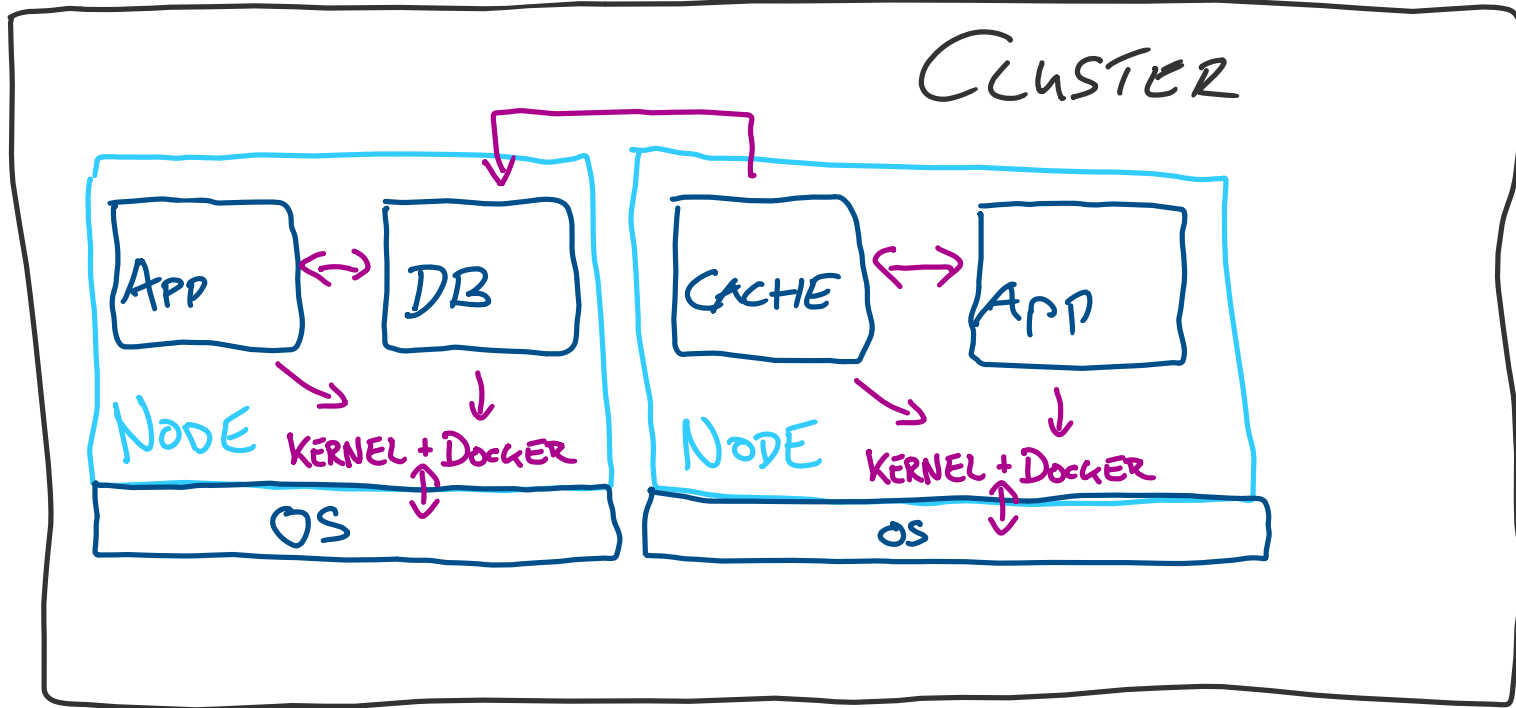 CLUSTER
APP
DB
CACHE
APP
NODE
KERNEL + DOCKER
NODE
KERNEL + DOCKER
OS
OS